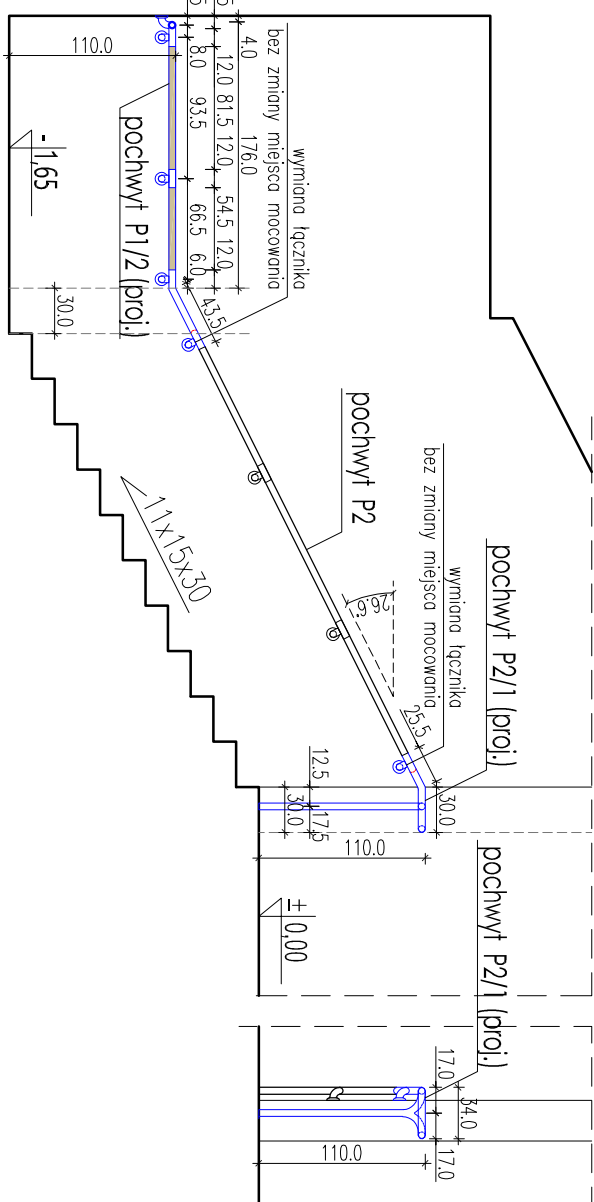 bez zmiany miejsca mocowania
wymiana łącznika
4.0
176.0
12.0 81.5 12.0 54.5 12.0
8.0 93.5 66.5 6.0
43.5
110.0
pochwyt P1/2 (proj.)
- 1,65
30.0
pochwyt P2
11x15x30
26.6°
wymiana łącznika
bez zmiany miejsca mocowania
pochwyt P2/1 (proj.)
25.5
30.0
12.5 17.5
30.0
110.0
± 0,00
pochwyt P2/1 (proj.)
17.0 17.0
34.0
110.0